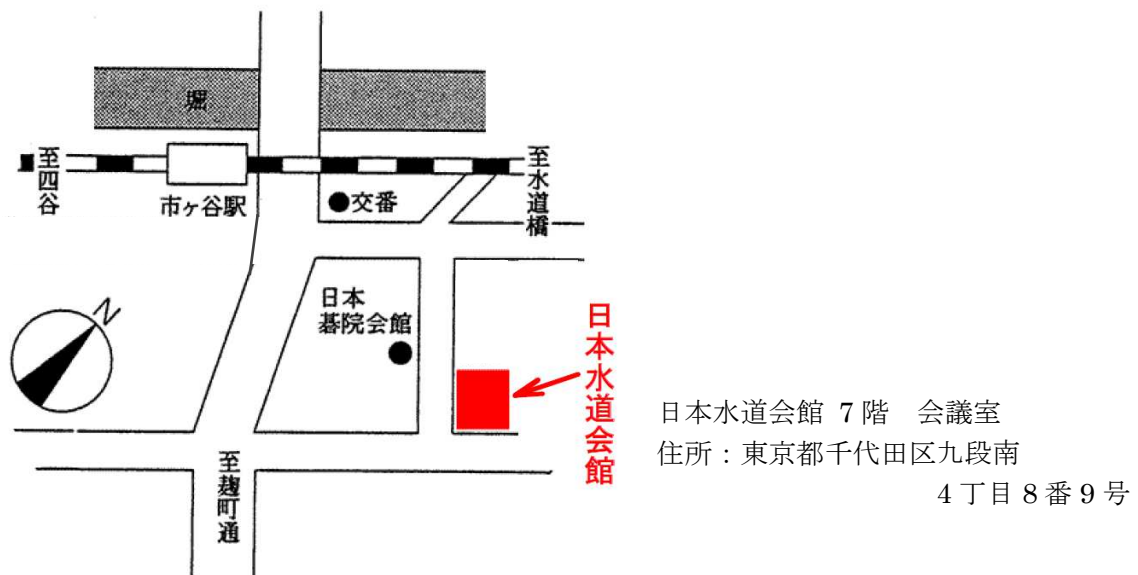 堀
至四谷
市ヶ谷駅
交番
至水道橋
N
日本
棊院会館
日本水道会館
至麹町通
日本水道会館 7階　会議室
住所：東京都千代田区九段南
4丁目8番9号